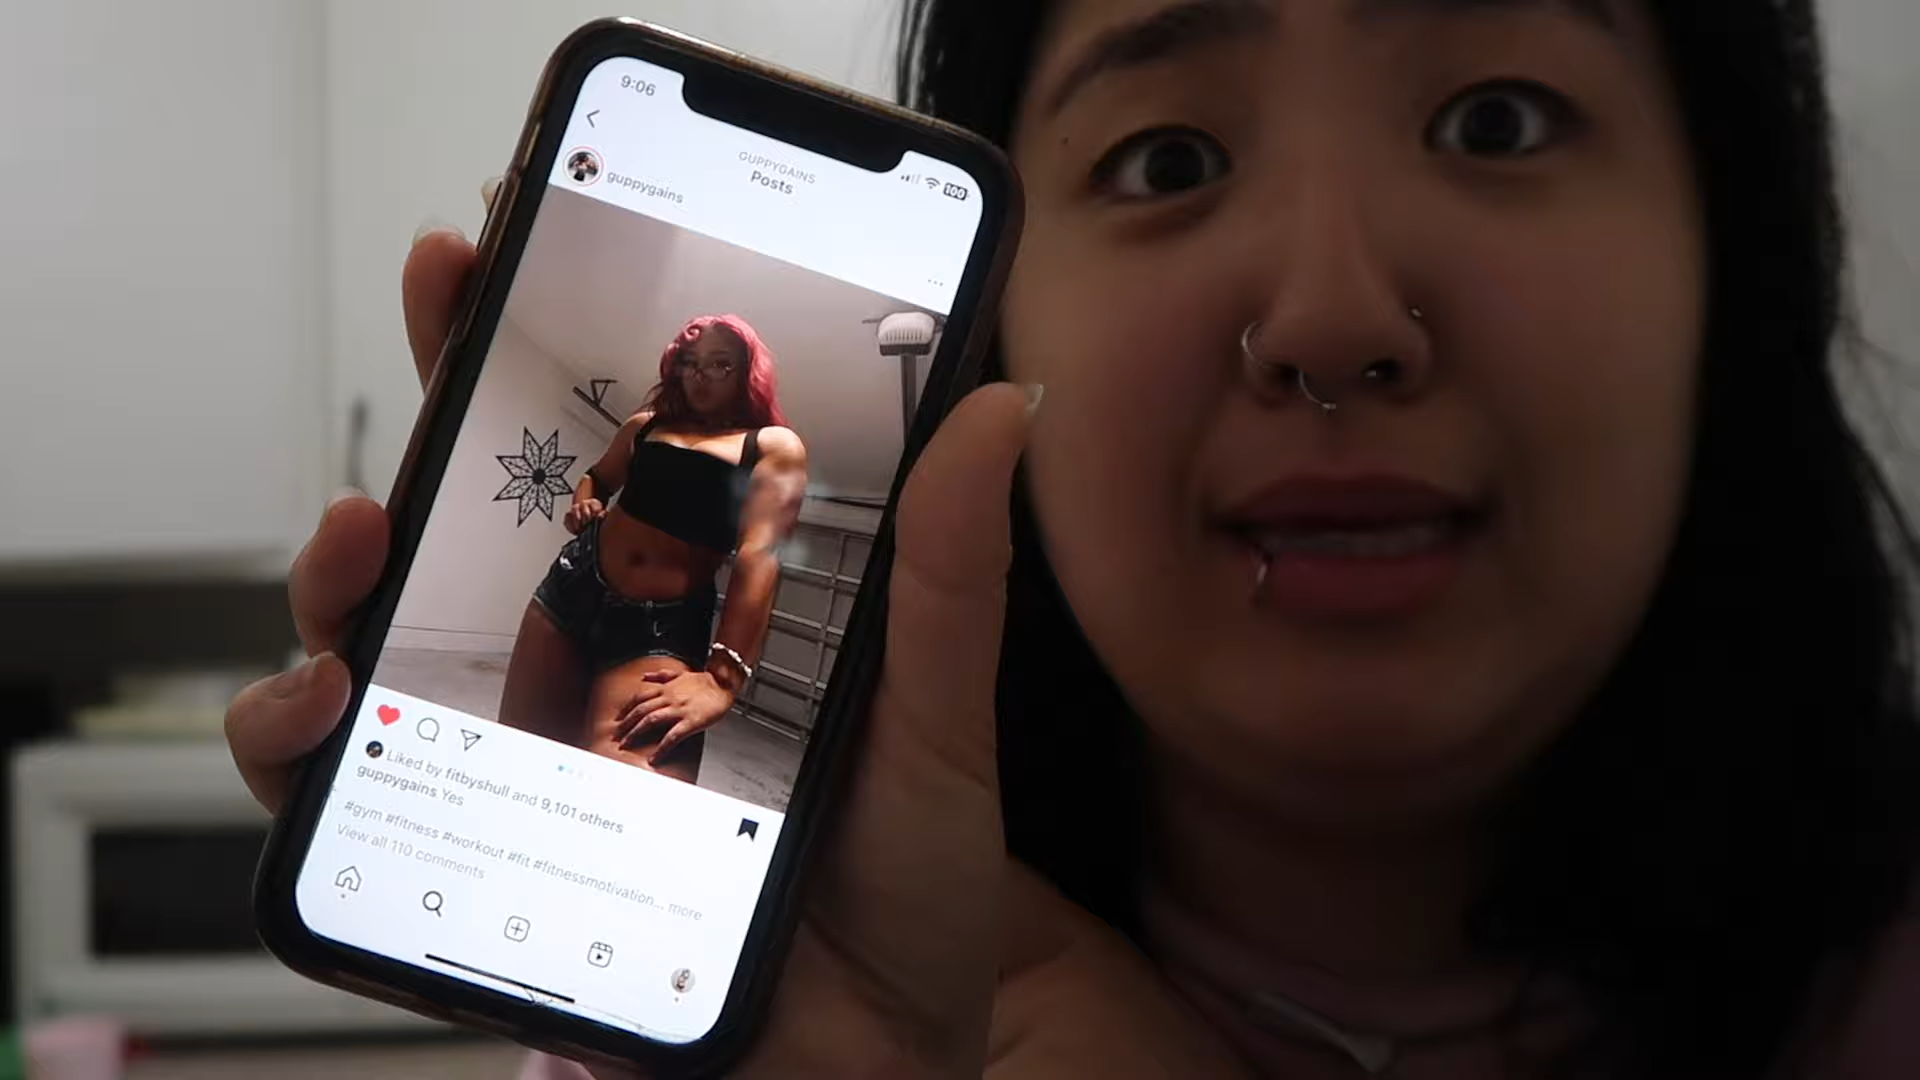 9:06
100
GUPPYGAINS
Posts
guppygains
Liked by fitbyshull and 9,101 others
guppygains Yes
#gym #fitness #workout #fit #fitnessmotivation... more
View all 110 comments